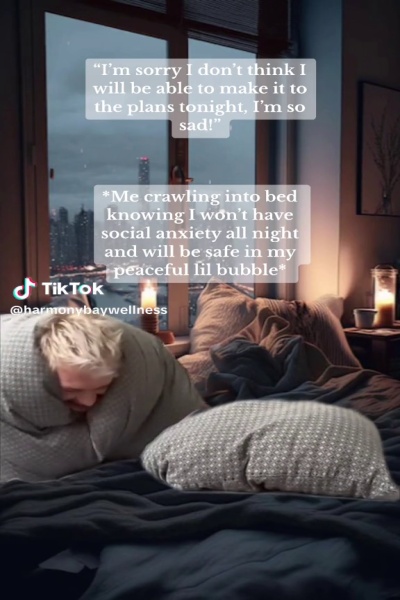 “I’m sorry I don’t think I
will be able to make it to
the plans tonight, I’m so
sad!”
*Me crawling into bed
knowing I won’t have
social anxiety all night
and will be safe in my
peaceful lil bubble*
TikTok
@harmonybaywellness